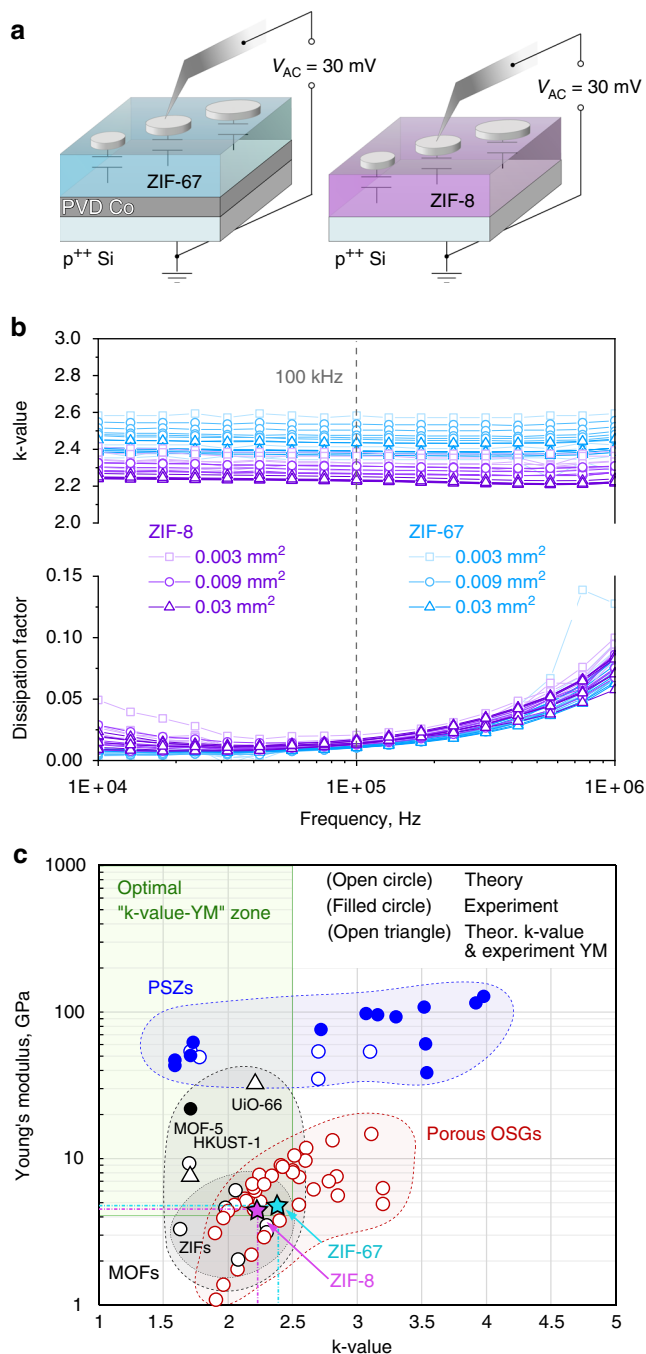 a
V_AC = 30 mV
V_AC = 30 mV
ZIF-67
PVD Co
p⁺⁺ Si
ZIF-8
p⁺⁺ Si
b
3.0
2.8
2.6
2.4
2.2
2.0
k-value
100 kHz
ZIF-8
0.003 mm²
0.009 mm²
0.03 mm²
ZIF-67
0.003 mm²
0.009 mm²
0.03 mm²
0.15
0.10
0.05
0.00
Dissipation factor
1E+04
1E+05
1E+06
Frequency, Hz
c
1000
100
10
1
Young's modulus, GPa
Optimal
"k-value-YM" zone
(Open circle) Theory
(Filled circle) Experiment
(Open triangle) Theor. k-value
& experiment YM
PSZs
UiO-66
MOF-5
HKUST-1
Porous OSGs
ZIFs
MOFs
ZIF-67
ZIF-8
1
1.5
2
2.5
3
3.5
4
4.5
5
k-value